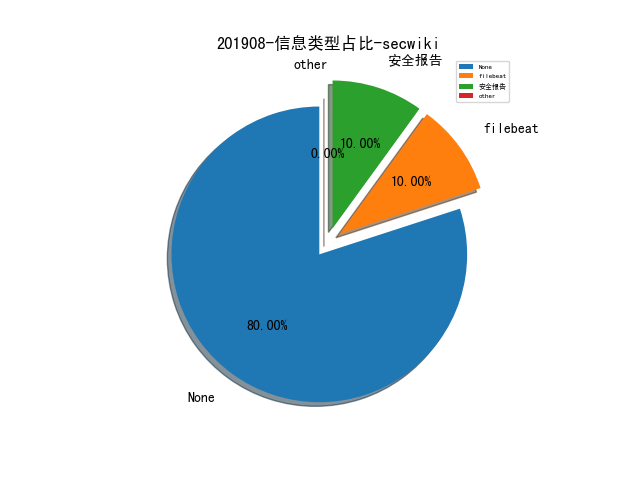 201908-信息类型占比-secwiki
other
安全报告
None
filebeat
安全报告
other
filebeat
0.00%
10.00%
10.00%
80.00%
None